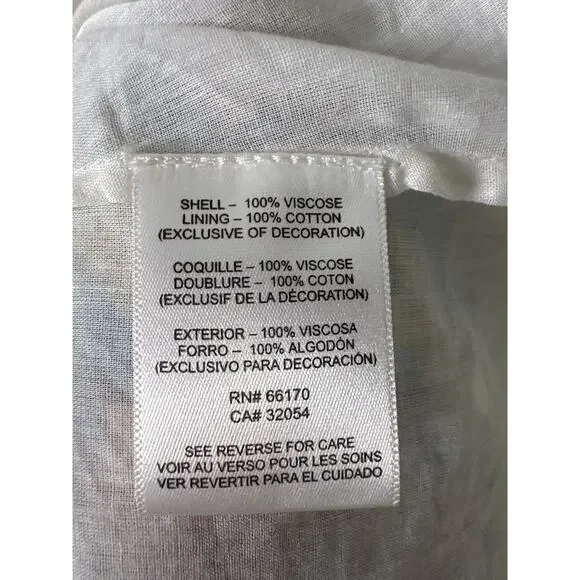 SHELL – 100% VISCOSE
LINING – 100% COTTON
(EXCLUSIVE OF DECORATION)
COQUILLE – 100% VISCOSE
DOUBLURE – 100% COTON
(EXCLUSIF DE LA DÉCORATION)
EXTERIOR – 100% VISCOSA
FORRO – 100% ALGODÓN
(EXCLUSIVO PARA DECORACIÓN)
RN# 66170
CA# 32054
SEE REVERSE FOR CARE
VOIR AU VERSO POUR LES SOINS
VER REVERTIR PARA EL CUIDADO